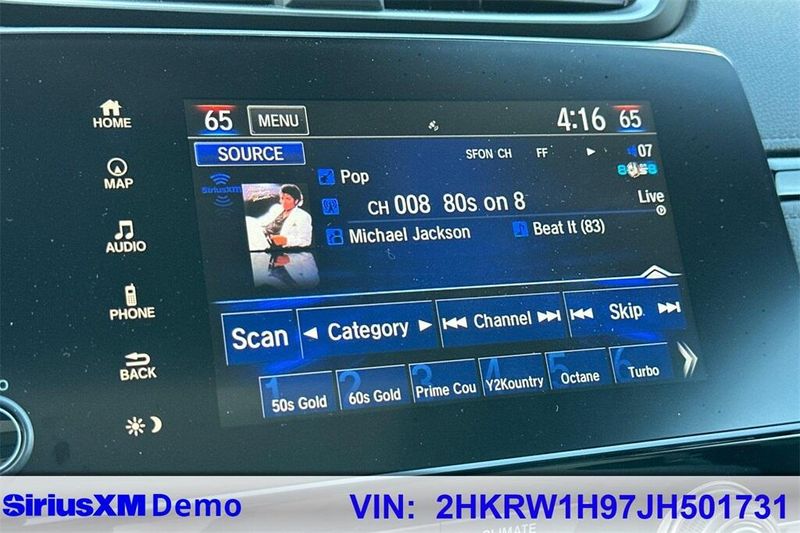 65 MENU 4:16 65
HOME
SOURCE
SFON CH FF 07
SiriusXM
Pop
MAP
CH 008 80s on 8
Live
Michael Jackson Beat It (83)
AUDIO
PHONE
Scan Category Channel Skip
BACK
1 50s Gold 2 60s Gold 3 Prime Cou 4 Y2Kountry 5 Octane 6 Turbo
SiriusXM Demo VIN: 2HKRW1H97JH501731
CLIMATE